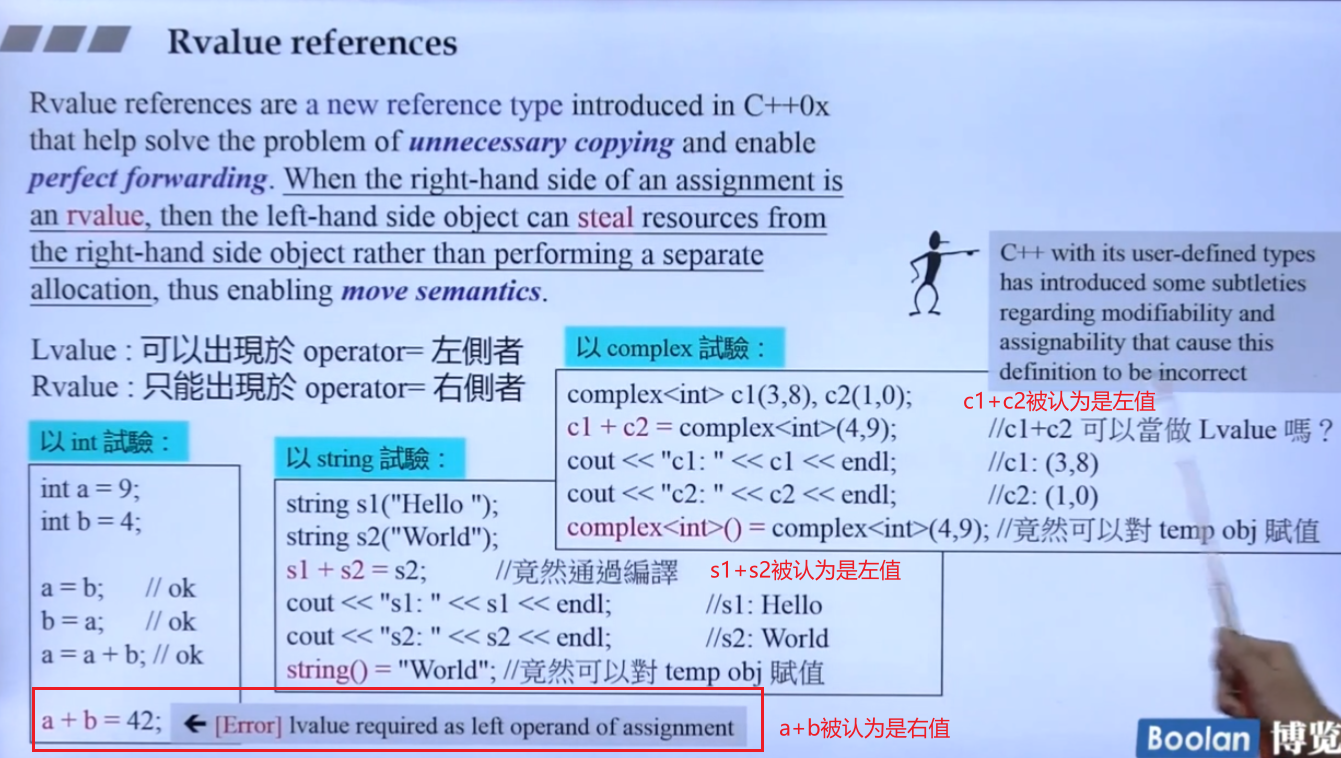 Rvalue references
Rvalue references are a new reference type introduced in C++0x
that help solve the problem of unnecessary copying and enable
perfect forwarding. When the right-hand side of an assignment is
an rvalue, then the left-hand side object can steal resources from
the right-hand side object rather than performing a separate
allocation, thus enabling move semantics.
C++ with its user-defined types
has introduced some subtleties
regarding modifiability and
assignability that cause this
definition to be incorrect
Lvalue : 可以出現於 operator= 左側者
Rvalue : 只能出現於 operator= 右側者
以 int 試驗：
int a = 9;
int b = 4;
a = b; // ok
b = a; // ok
a = a + b; // ok
a + b = 42; ← [Error] lvalue required as left operand of assignment
a+b被认为是右值
以 string 試驗：
string s1("Hello ");
string s2("World");
s1 + s2 = s2; //竟然通過編譯 s1+s2被认为是左值
cout << "s1: " << s1 << endl; //s1: Hello
cout << "s2: " << s2 << endl; //s2: World
string() = "World"; //竟然可以對 temp obj 賦值
以 complex 試驗：
complex<int> c1(3,8), c2(1,0);
c1+c2被认为是左值
c1 + c2 = complex<int>(4,9); //c1+c2 可以當做 Lvalue 嗎？
cout << "c1: " << c1 << endl; //c1: (3,8)
cout << "c2: " << c2 << endl; //c2: (1,0)
complex<int>() = complex<int>(4,9); //竟然可以對 temp obj 賦值
Boolan 博览